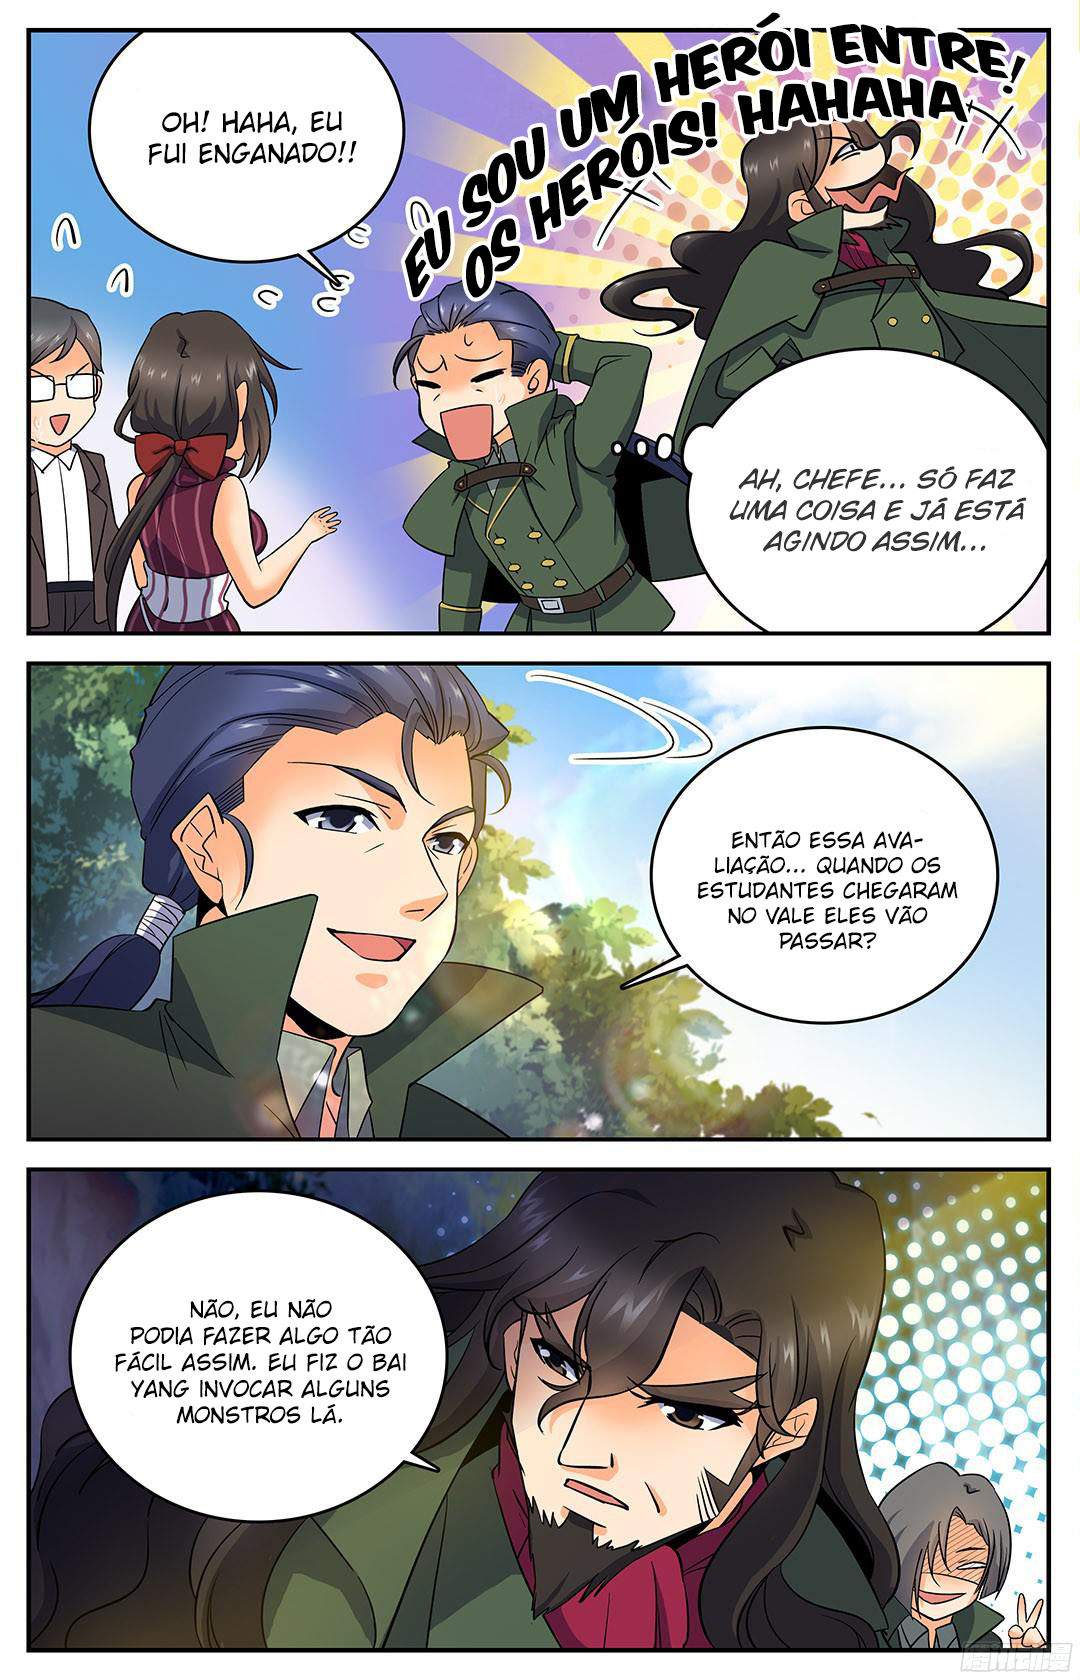 OH! HAHA, EU
FUI ENGANADO!!
EU SOU UM HERÓI ENTRE
OS HERÓIS! HAHAHA!
AH, CHEFE... SÓ FAZ
UMA COISA E JÁ ESTÁ
AGINDO ASSIM...
ENTÃO ESSA AVA-
LIAÇÃO... QUANDO OS
ESTUDANTES CHEGARAM
NO VALE ELES VÃO
PASSAR?
NÃO, EU NÃO
PODIA FAZER ALGO TÃO
FÁCIL ASSIM. EU FIZ O BAI
YANG INVOCAR ALGUNS
MONSTROS LÁ.